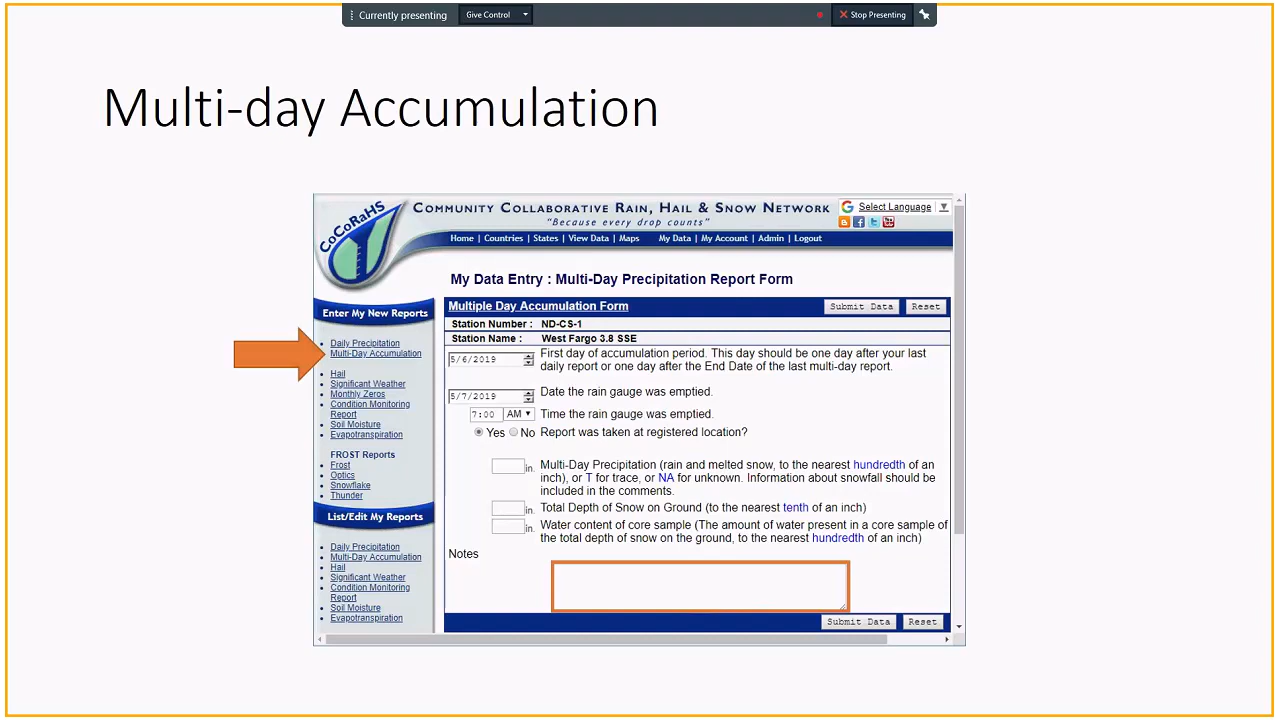 Currently presenting Give Control Stop Presenting
Multi-day Accumulation
CoCoRaHS
Community Collaborative Rain, Hail & Snow Network
"Because every drop counts"
Select Language
Home | Countries | States | View Data | Maps My Data | My Account | Admin | Logout
My Data Entry : Multi-Day Precipitation Report Form
Enter My New Reports
Daily Precipitation
Multi-Day Accumulation
Hail
Significant Weather
Monthly Zeros
Condition Monitoring
Report
Soil Moisture
Evapotranspiration
FROST Reports
Frost
Optics
Snowflake
Thunder
List/Edit My Reports
Daily Precipitation
Multi-Day Accumulation
Hail
Significant Weather
Condition Monitoring
Report
Soil Moisture
Evapotranspiration
Multiple Day Accumulation Form Submit Data Reset
Station Number : ND-CS-1
Station Name : West Fargo 3.8 SSE
5/6/2019 First day of accumulation period. This day should be one day after your last
daily report or one day after the End Date of the last multi-day report.
5/7/2019 Date the rain gauge was emptied.
7:00 AM Time the rain gauge was emptied.
Yes No Report was taken at registered location?
in. Multi-Day Precipitation (rain and melted snow, to the nearest hundredth of an
inch), or T for trace, or NA for unknown. Information about snowfall should be
included in the comments.
in. Total Depth of Snow on Ground (to the nearest tenth of an inch)
in. Water content of core sample (The amount of water present in a core sample of
the total depth of snow on the ground, to the nearest hundredth of an inch)
Notes
Submit Data Reset